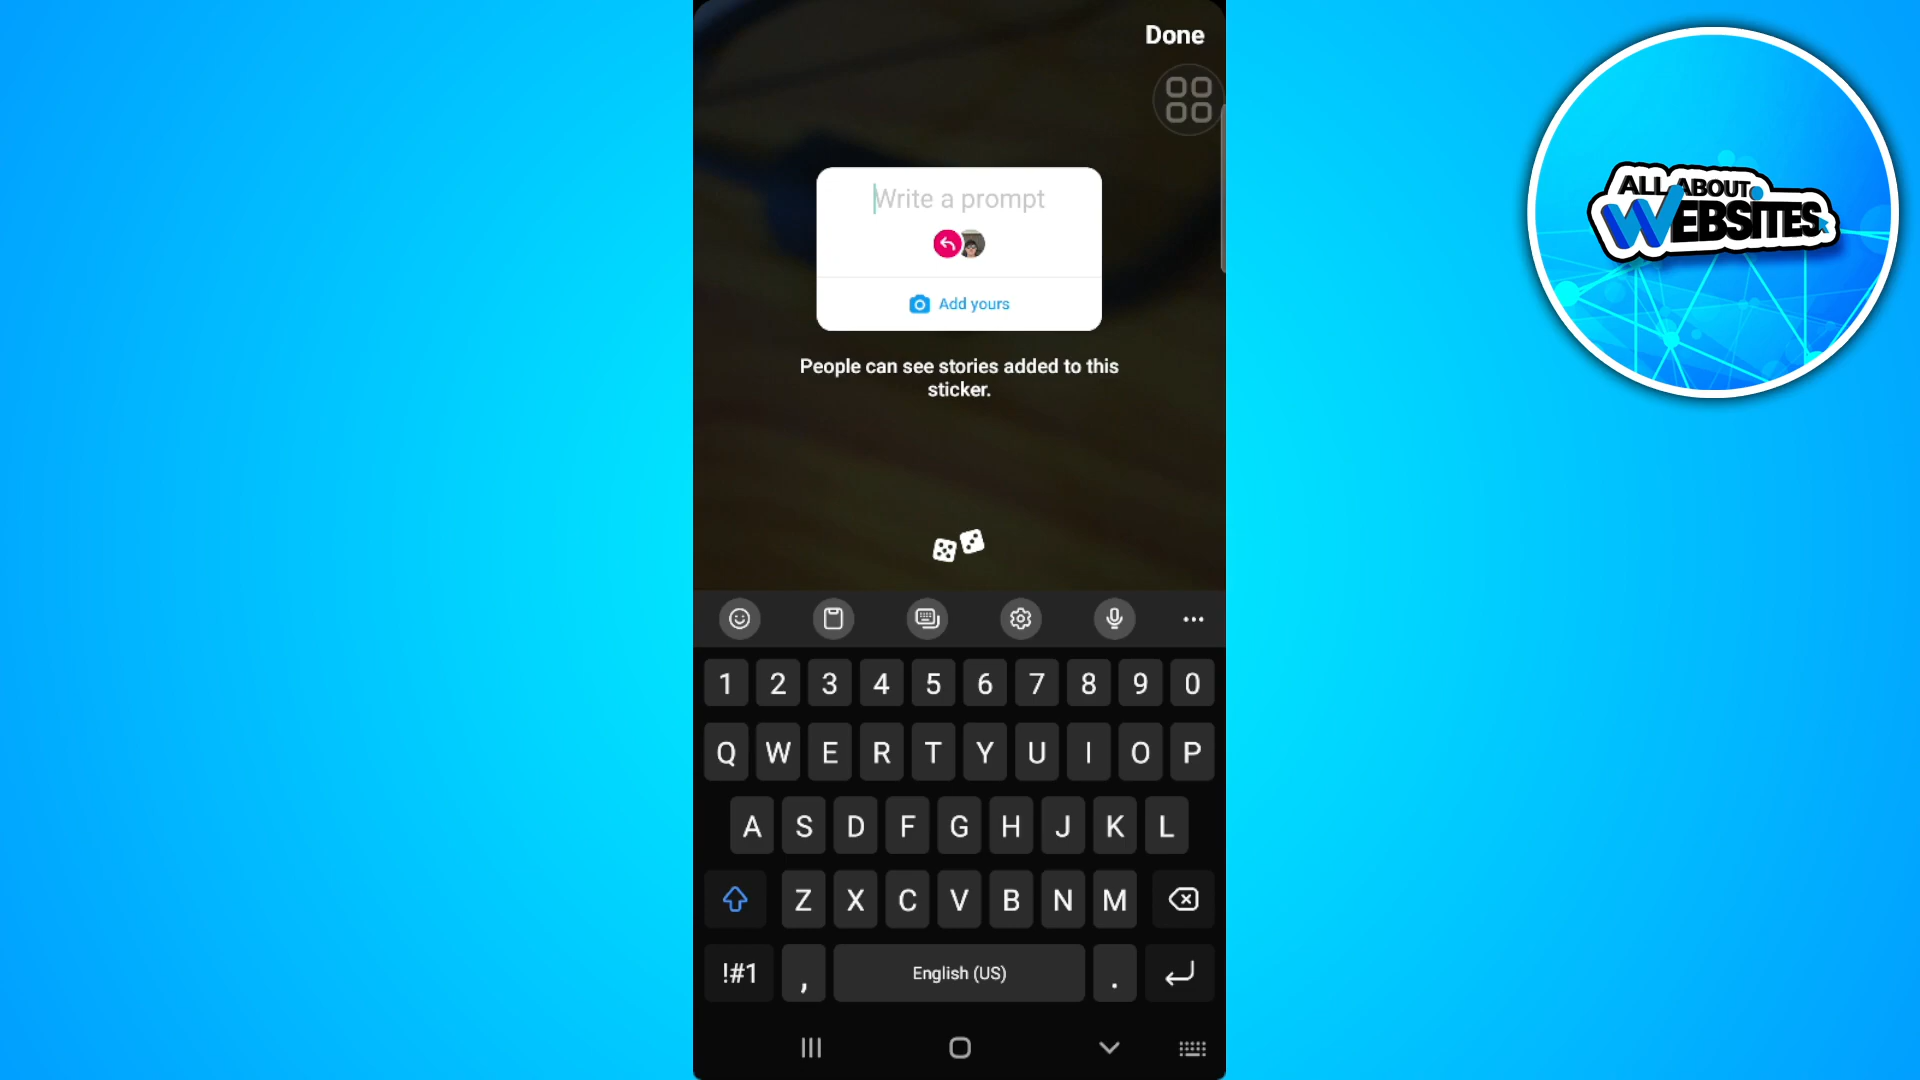 Done
ALL ABOUT
WEBSITES
Write a prompt
Add yours
People can see stories added to this
sticker.
1 2 3 4 5 6 7 8 9 0
Q W E R T Y U I O P
A S D F G H J K L
Z X C V B N M
!#1 , English (US) .